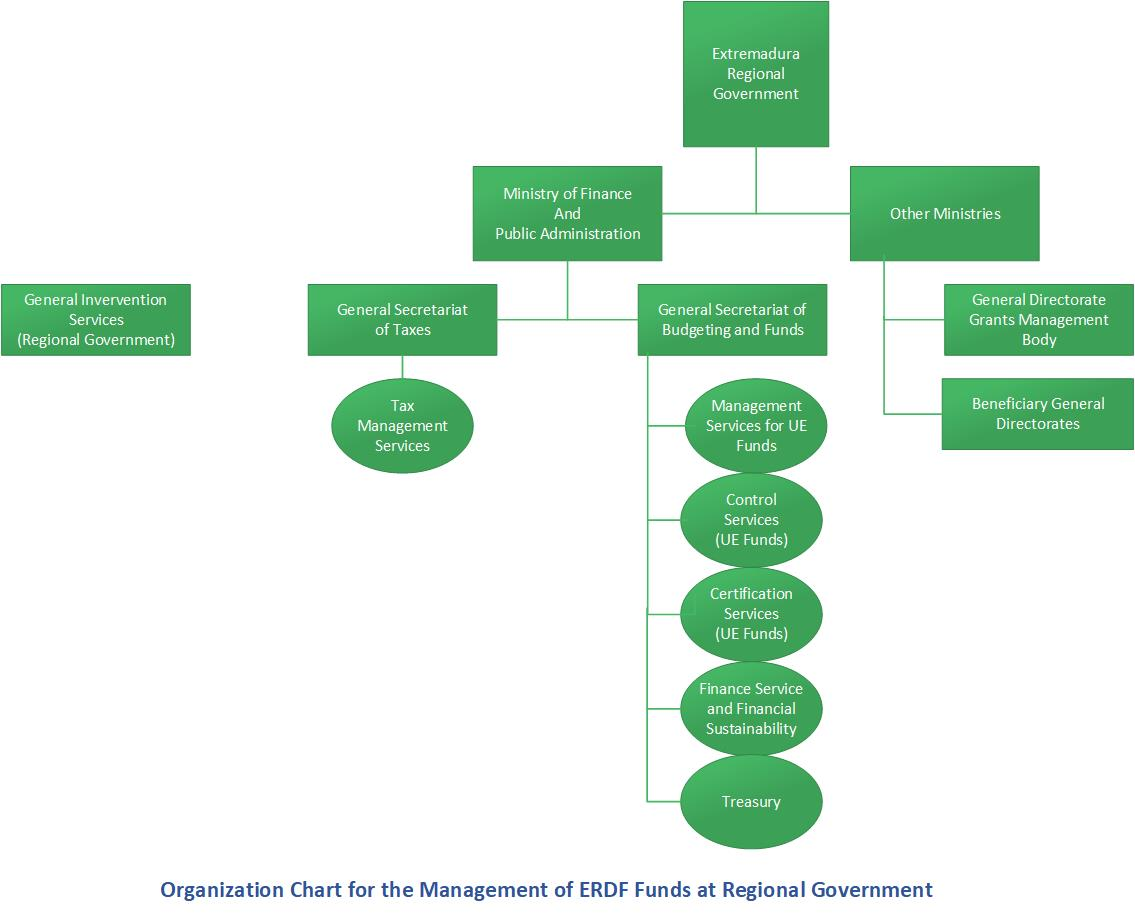 Extremadura
Regional
Government
Ministry of Finance
And
Public Administration
Other Ministries
General Invervention
Services
(Regional Government)
General Secretariat
of Taxes
General Secretariat of
Budgeting and Funds
General Directorate
Grants Management
Body
Tax
Management
Services
Management
Services for UE
Funds
Beneficiary General
Directorates
Control
Services
(UE Funds)
Certification
Services
(UE Funds)
Finance Service
and Financial
Sustainability
Treasury
Organization Chart for the Management of ERDF Funds at Regional Government